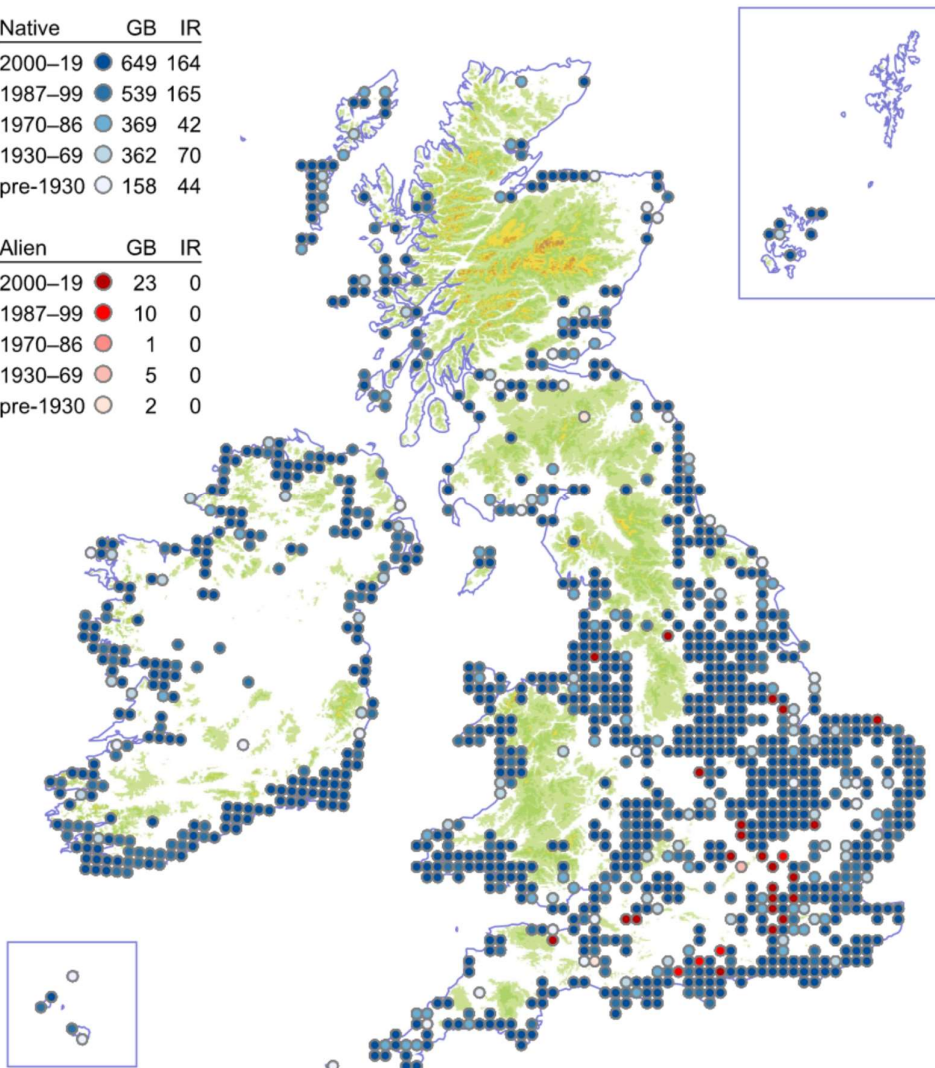 Native GB IR
2000–19 649 164
1987–99 539 165
1970–86 369 42
1930–69 362 70
pre-1930 158 44
Alien GB IR
2000–19 23 0
1987–99 10 0
1970–86 1 0
1930–69 5 0
pre-1930 2 0